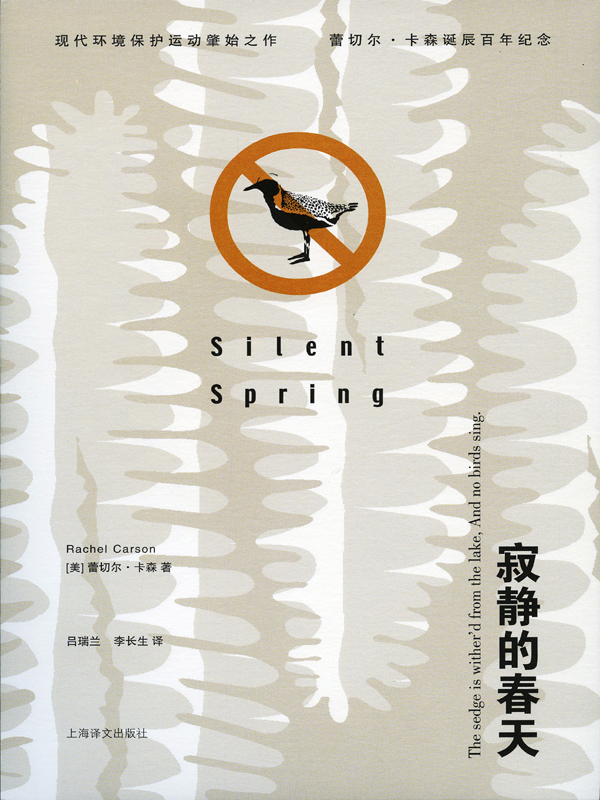 现代环境保护运动肇始之作
蕾切尔·卡森诞辰百年纪念
Silent
Spring
Rachel Carson
[美] 蕾切尔·卡森 著
吕瑞兰 李长生 译
上海译文出版社
The sedge is wither'd from the lake, And no birds sing.
寂静的春天